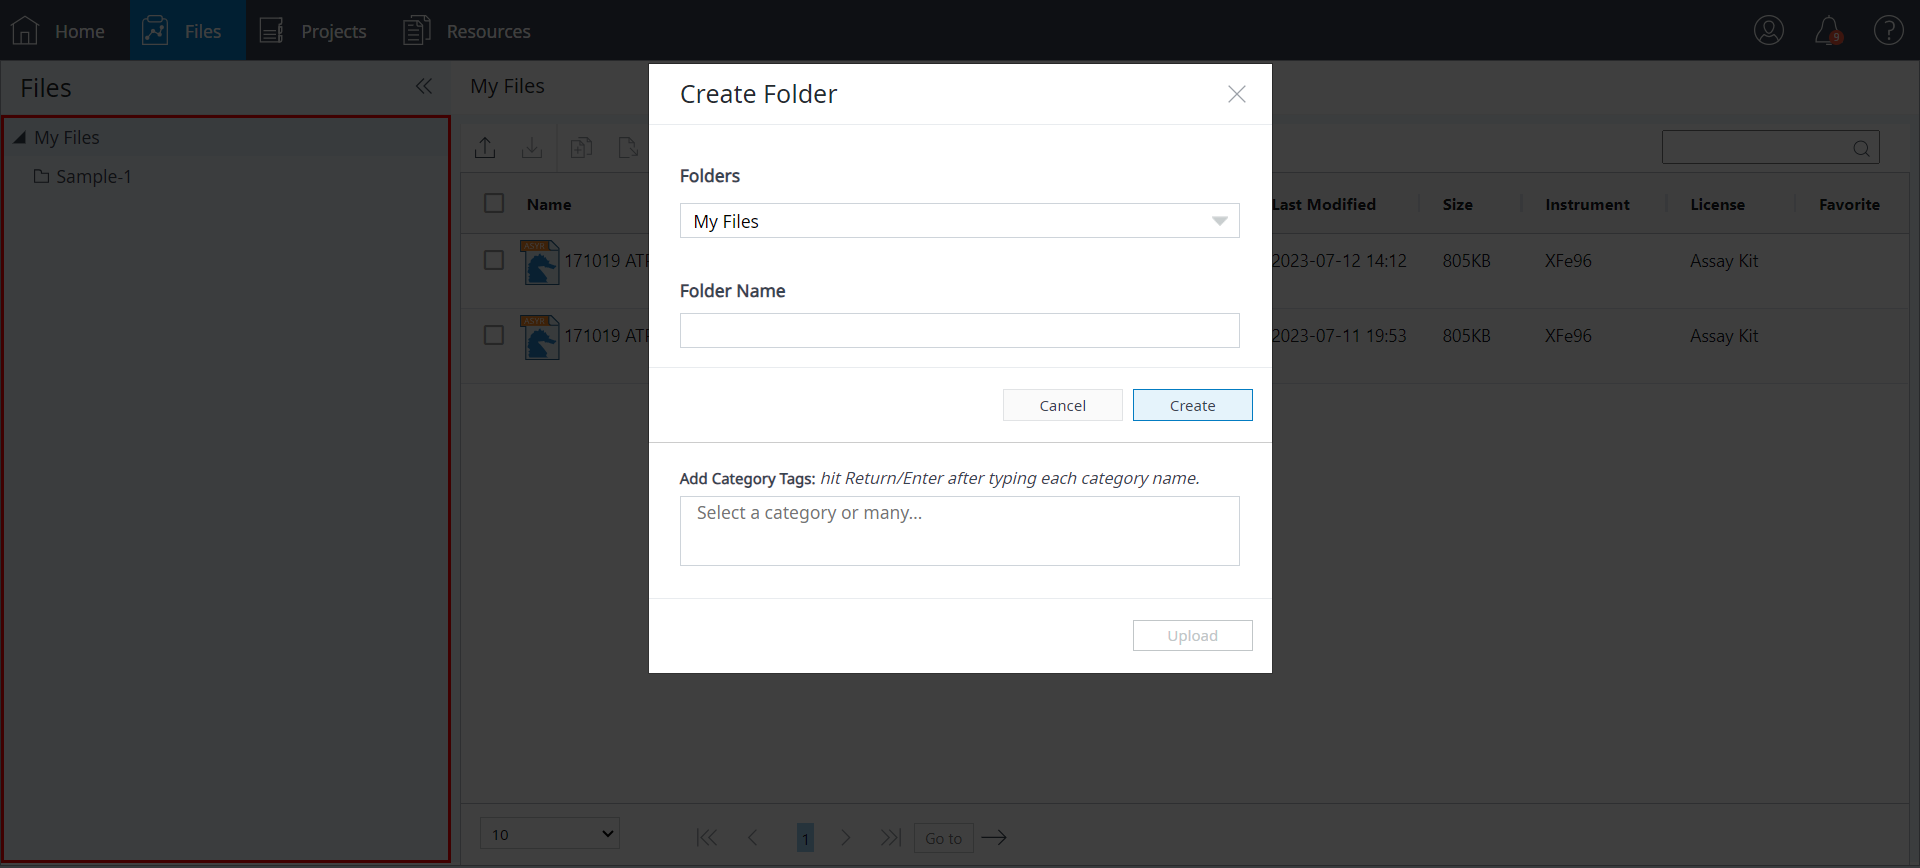 Home Files Projects Resources 9 ?
Files
My Files
My Files
Sample-1
Name Last Modified Size Instrument License Favorite
ASYR 171019 2023-07-12 14:12 805KB XFe96 Assay Kit
ASYR 171019 2023-07-11 19:53 805KB XFe96 Assay Kit
10 1 Go to
Create Folder
Folders
My Files
Folder Name
Cancel Create
Add Category Tags: hit Return/Enter after typing each category name.
Select a category or many...
Upload